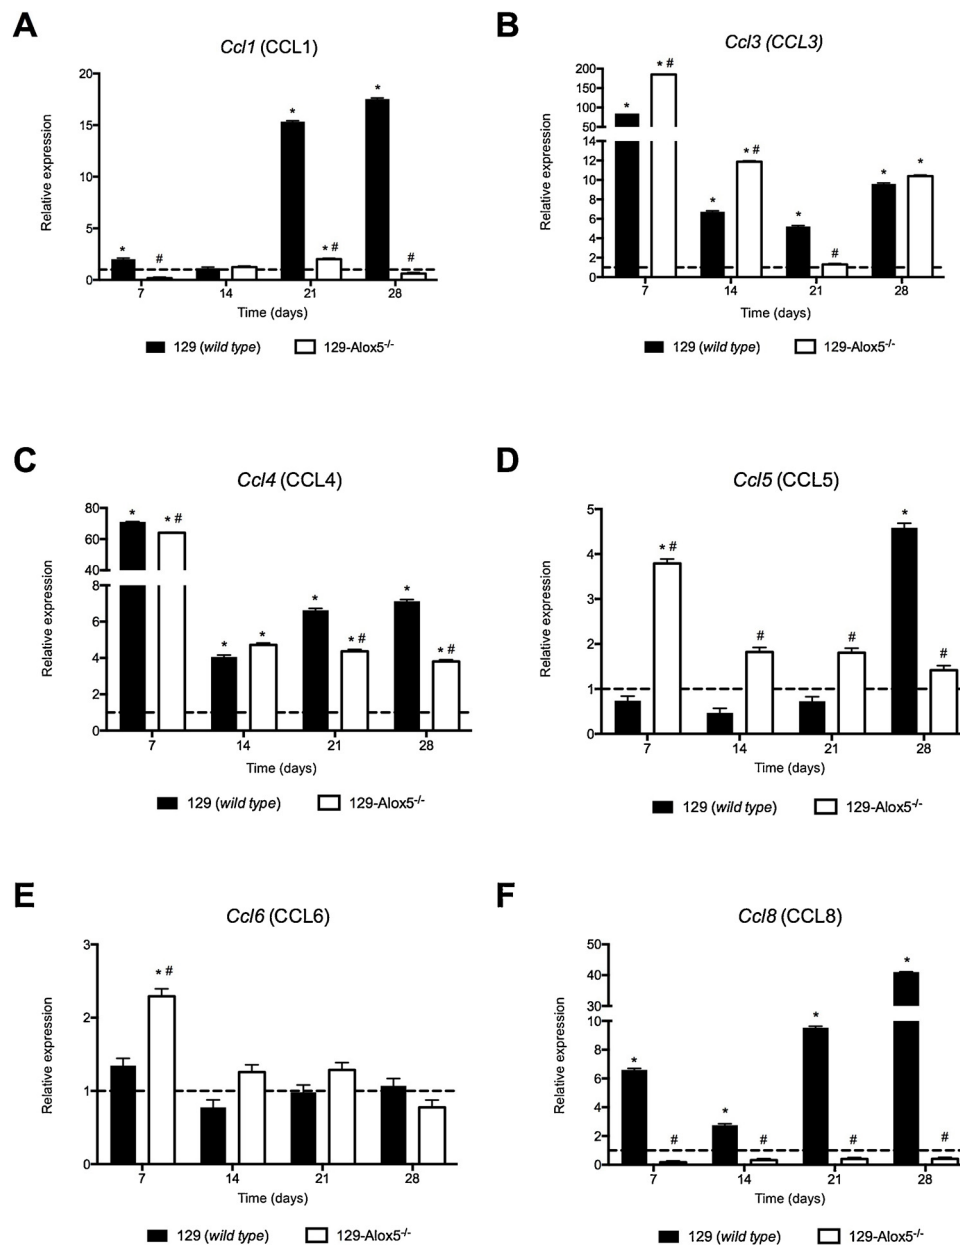 A
Ccl1 (CCL1)
Relative expression
20
15
10
5
0
* # * # * # * #
7 14 21 28
Time (days)
129 (wild type) 129-Alox5-/-
B
Ccl3 (CCL3)
Relative expression
200
150
100
50
14
12
10
8
6
4
2
0
* * # * * # * # * *
7 14 21 28
Time (days)
129 (wild type) 129-Alox5-/-
C
Ccl4 (CCL4)
Relative expression
80
60
40
8
6
4
2
0
* * # * * * * # * * #
7 14 21 28
Time (days)
129 (wild type) 129-Alox5-/-
D
Ccl5 (CCL5)
Relative expression
5
4
3
2
1
0
* # # # * #
7 14 21 28
Time (days)
129 (wild type) 129-Alox5-/-
E
Ccl6 (CCL6)
Relative expression
3
2
1
0
* #
7 14 21 28
Time (days)
129 (wild type) 129-Alox5-/-
F
Ccl8 (CCL8)
Relative expression
50
40
30
10
8
6
4
2
0
* # * # * # * #
7 14 21 28
Time (days)
129 (wild type) 129-Alox5-/-